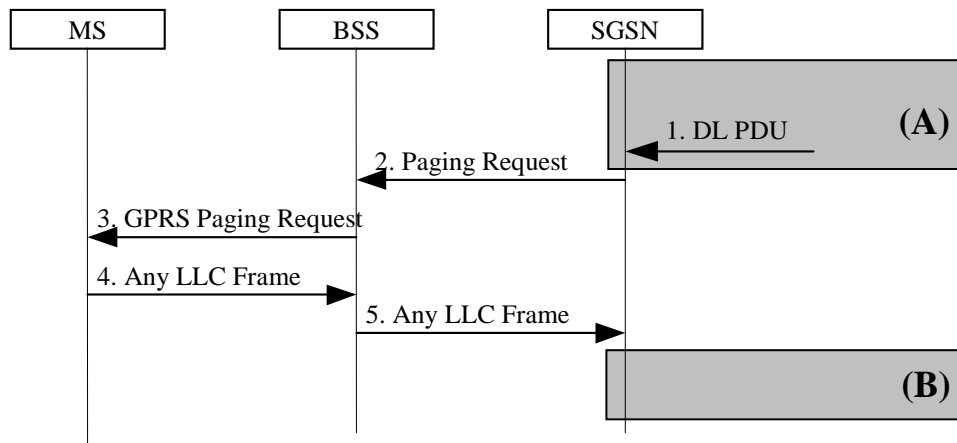 MS
BSS
SGSN
(A)
1. DL PDU
2. Paging Request
3. GPRS Paging Request
4. Any LLC Frame
5. Any LLC Frame
(B)